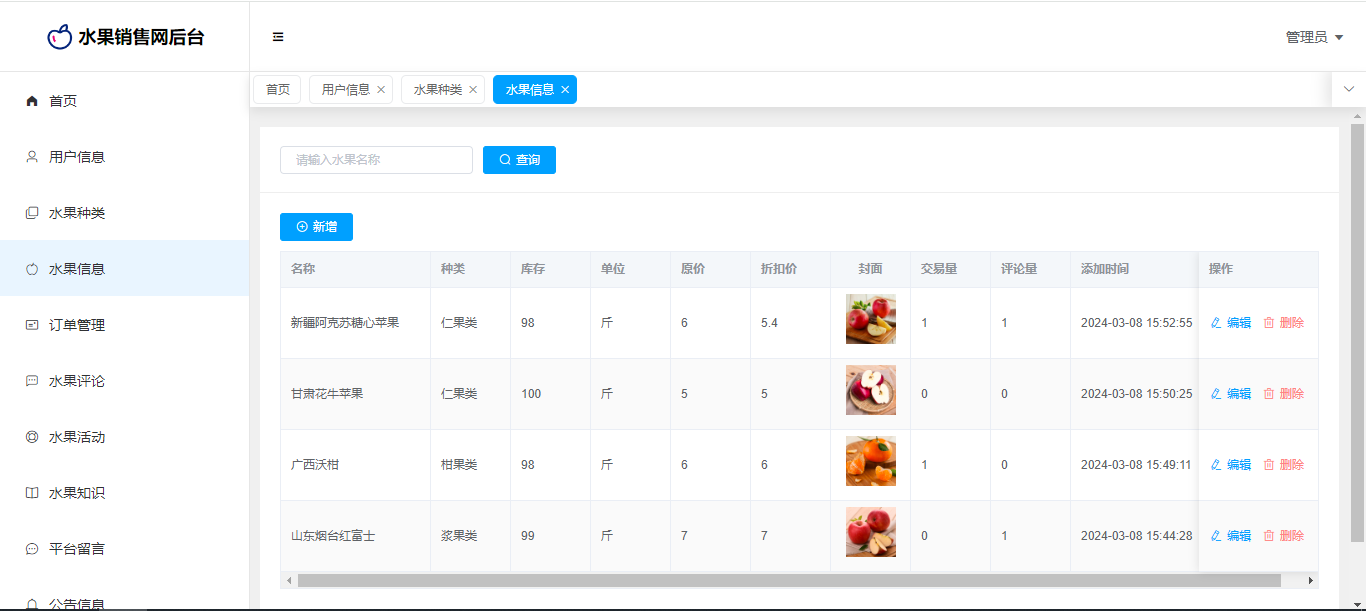 水果销售网后台
管理员
首页
用户信息
水果种类
水果信息
订单管理
水果评论
水果活动
水果知识
平台留言
公告信息
首页 用户信息 水果种类 水果信息
请输入水果名称 查询
新增
名称 种类 库存 单位 原价 折扣价 封面 交易量 评论量 添加时间 操作
新疆阿克苏糖心苹果 仁果类 98 斤 6 5.4 1 1 2024-03-08 15:52:55 编辑 删除
甘肃花牛苹果 仁果类 100 斤 5 5 0 0 2024-03-08 15:50:25 编辑 删除
广西沃柑 柑果类 98 斤 6 6 1 0 2024-03-08 15:49:11 编辑 删除
山东烟台红富士 浆果类 99 斤 7 7 0 1 2024-03-08 15:44:28 编辑 删除